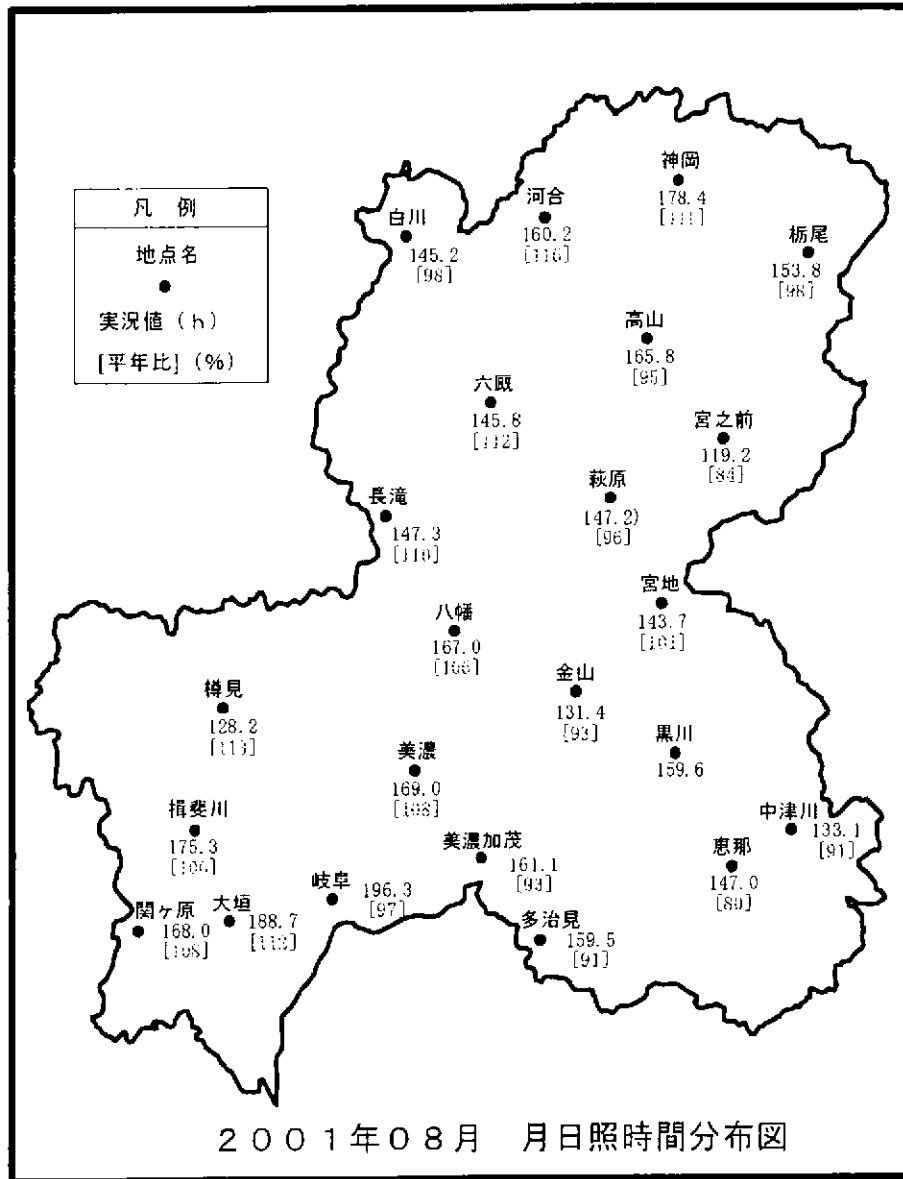 凡 例
地点名
実況値（h）
[平年比]（%）
神岡
178.4
[111]
河合
160.2
白川
145.2
[98]
栃尾
153.8
[98]
高山
165.8
[95]
六厩
145.8
[112]
宮之前
119.2
[84]
萩原
147.2)
[96]
長滝
147.3
宮地
143.7
[101]
八幡
167.0
金山
131.4
[93]
樽見
128.2
黒川
159.6
美濃
169.0
[108]
揖斐川
175.3
中津川
133.1
[91]
美濃加茂
161.1
[93]
恵那
147.0
岐阜
196.3
[97]
大垣
188.7
関ヶ原
168.0
[108]
多治見
159.5
[91]
2001年08月 月日照時間分布図